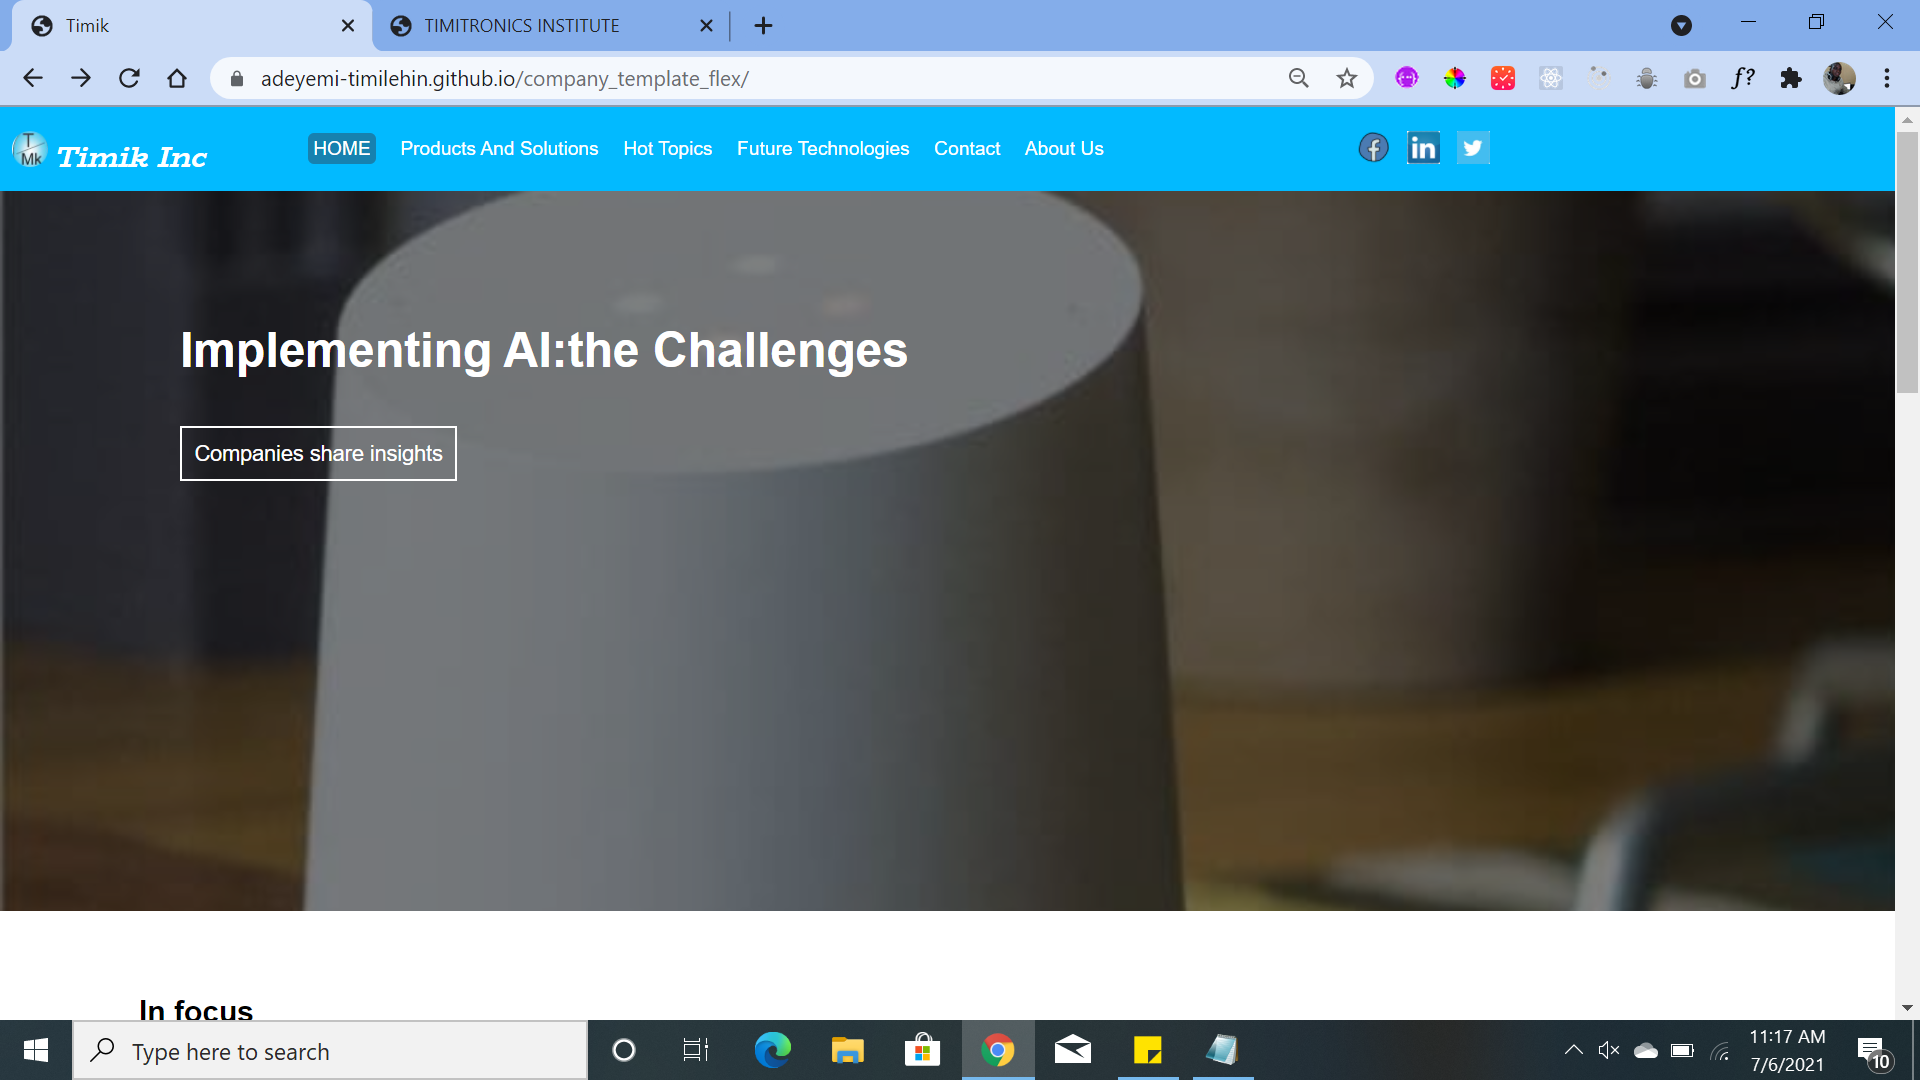 Timik
TIMITRONICS INSTITUTE
adeyemi-timilehin.github.io/company_template_flex/
f?
T
Mk
Timik Inc
HOME
Products And Solutions
Hot Topics
Future Technologies
Contact
About Us
in
Implementing AI:the Challenges
Companies share insights
In focus
Type here to search
11:17 AM
7/6/2021
10